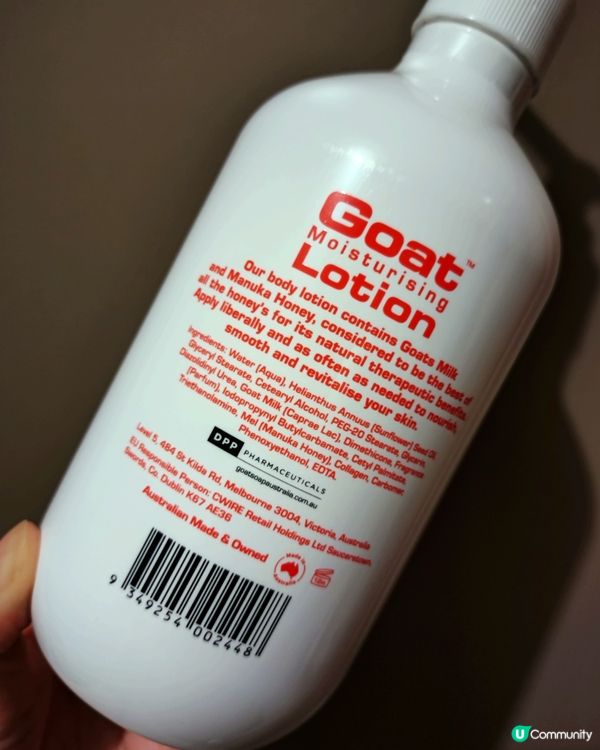 Goat™
Moisturising
Lotion
Our body lotion contains Goats Milk
and Manuka Honey, considered to be the best of
all the honey's for its natural therapeutic benefits.
Apply liberally and as often as needed to nourish,
smooth and revitalise your skin.
Ingredients: Water (Aqua), Helianthus Annuus (Sunflower) Seed Oil,
Glyceryl Stearate, Cetearyl Alcohol, PEG-20 Stearate, Glycerin,
Diazolidinyl Urea, Goat Milk (Caprae Lac), Dimethicone, Fragrance
(Parfum), Iodopropynyl Butylcarbamate, Cetyl Palmitate,
Triethanolamine, Mel (Manuka Honey), Collagen, Carbomer,
Phenoxyethanol, EDTA.
DPP PHARMACEUTICALS
goatsoapaustralia.com.au
Level 5, 484 St Kilda Rd, Melbourne 3004, Victoria, Australia
EU Responsible Person: CWIRE Retail Holdings Ltd Saucerstown,
Swords, Co, Dublin K67 AE36
Australian Made & Owned
Made in Australia
9 349254 002448
U Community